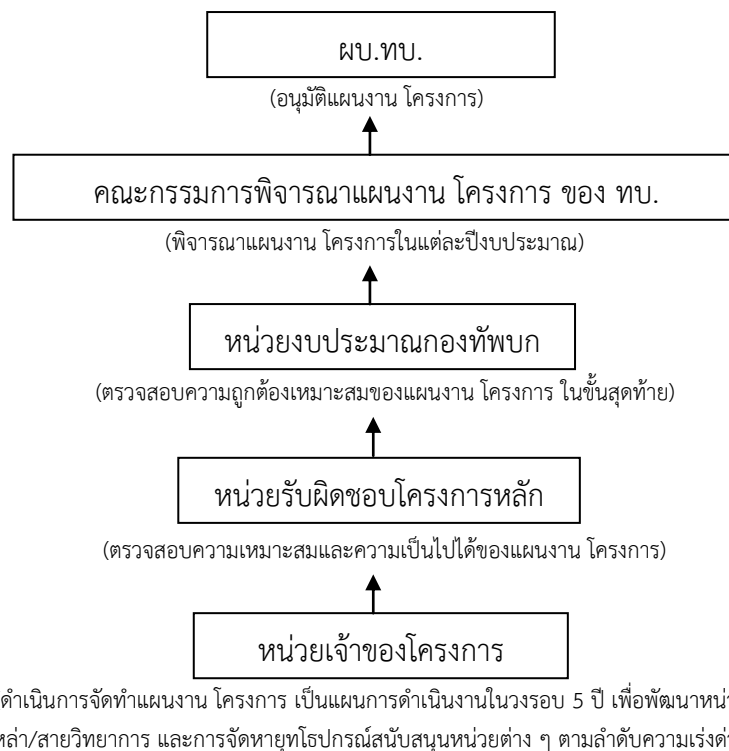 ผบ.ทบ.
(อนุมัติแผนงาน โครงการ)
คณะกรรมการพิจารณาแผนงาน โครงการ ของ ทบ.
(พิจารณาแผนงาน โครงการในแต่ละปีงบประมาณ)
หน่วยงบประมาณกองทัพบก
(ตรวจสอบความถูกต้องเหมาะสมของแผนงาน โครงการ ในขั้นสุดท้าย)
หน่วยรับผิดชอบโครงการหลัก
(ตรวจสอบความเหมาะสมและความเป็นไปได้ของแผนงาน โครงการ)
หน่วยเจ้าของโครงการ
ดำเนินการจัดทำแผนงาน โครงการ เป็นแผนการดำเนินงานในวงรอบ 5 ปี เพื่อพัฒนา
เหล่า/สายวิทยาการ และการจัดหายุทโธปกรณ์สนับสนุนหน่วยต่าง ๆ ตามลำดับ